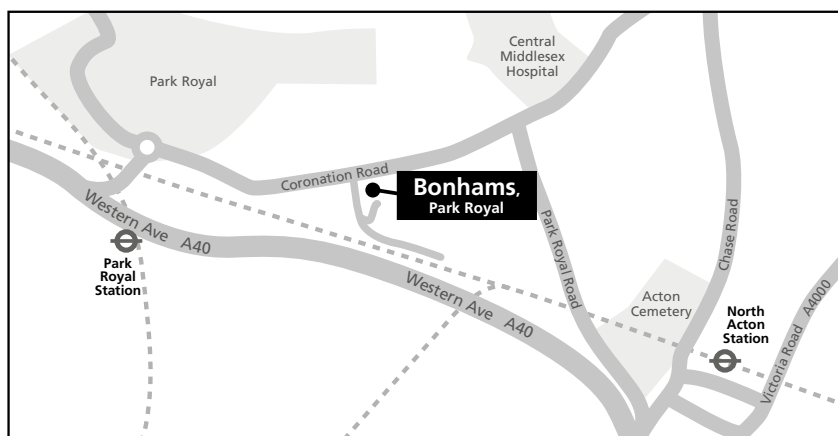 Central
Middlesex
Hospital
Park Royal
Coronation Road
Bonhams,
Park Royal
Western Ave A40
Park
Royal
Station
Park Royal Road
Chase Road
Western Ave A40
Acton
Cemetery
North
Acton
Station
Victoria Road A4000